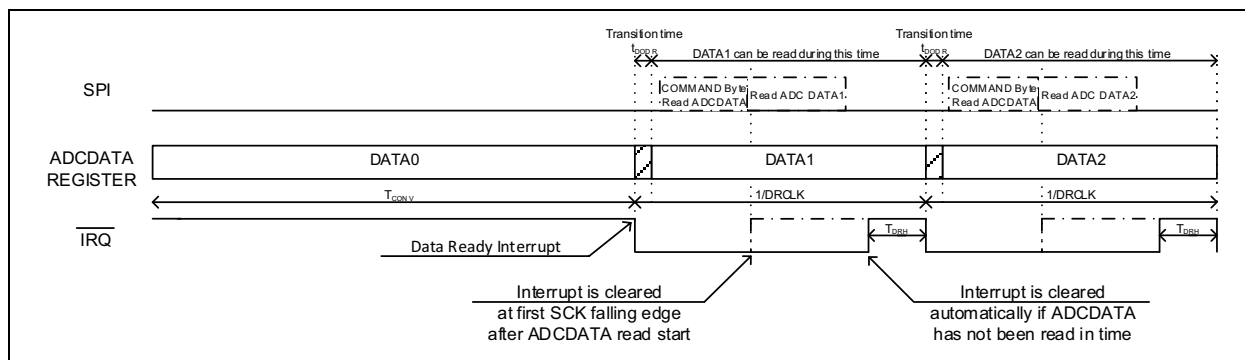 Transition time
tDODR
DATA1 can be read during this time
Transition time
tDODR
DATA2 can be read during this time
SPI
COMMAND Byte
Read ADCDATA
Read ADC DATA1
COMMAND Byte
Read ADCDATA
Read ADC DATA2
ADCDATA
REGISTER
DATA0
DATA1
DATA2
TCONV
1/DRCLK
1/DRCLK
IRQ
TDRH
TDRH
Data Ready Interrupt
Interrupt is cleared
at first SCK falling edge
after ADCDATA read start
Interrupt is cleared
automatically if ADCDATA
has not been read in time